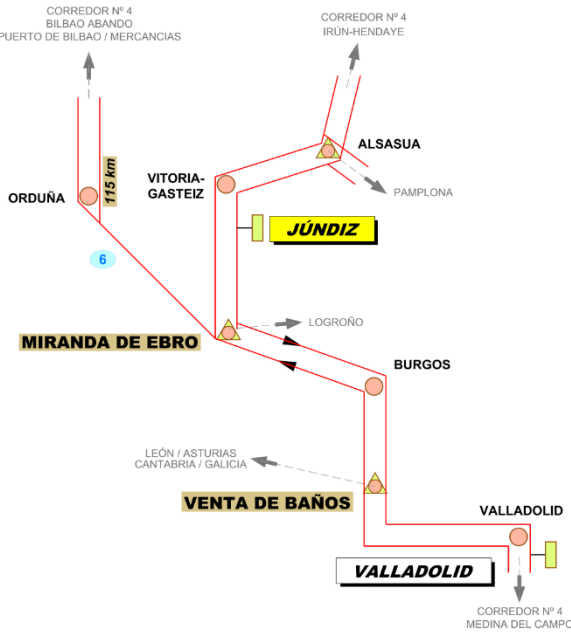 CORREDOR Nº 4
BILBAO ABANDO
PUERTO DE BILBAO / MERCANCIAS
CORREDOR Nº 4
IRÚN-HENDAYE
ALSASUA
VITORIA-
GASTEIZ
115 km
ORDUÑA
PAMPLONA
JÚNDIZ
6
LOGROÑO
MIRANDA DE EBRO
BURGOS
LEÓN / ASTURIAS
CANTABRIA / GALICIA
VENTA DE BAÑOS
VALLADOLID
VALLADOLID
CORREDOR Nº 4
MEDINA DEL CAMPO